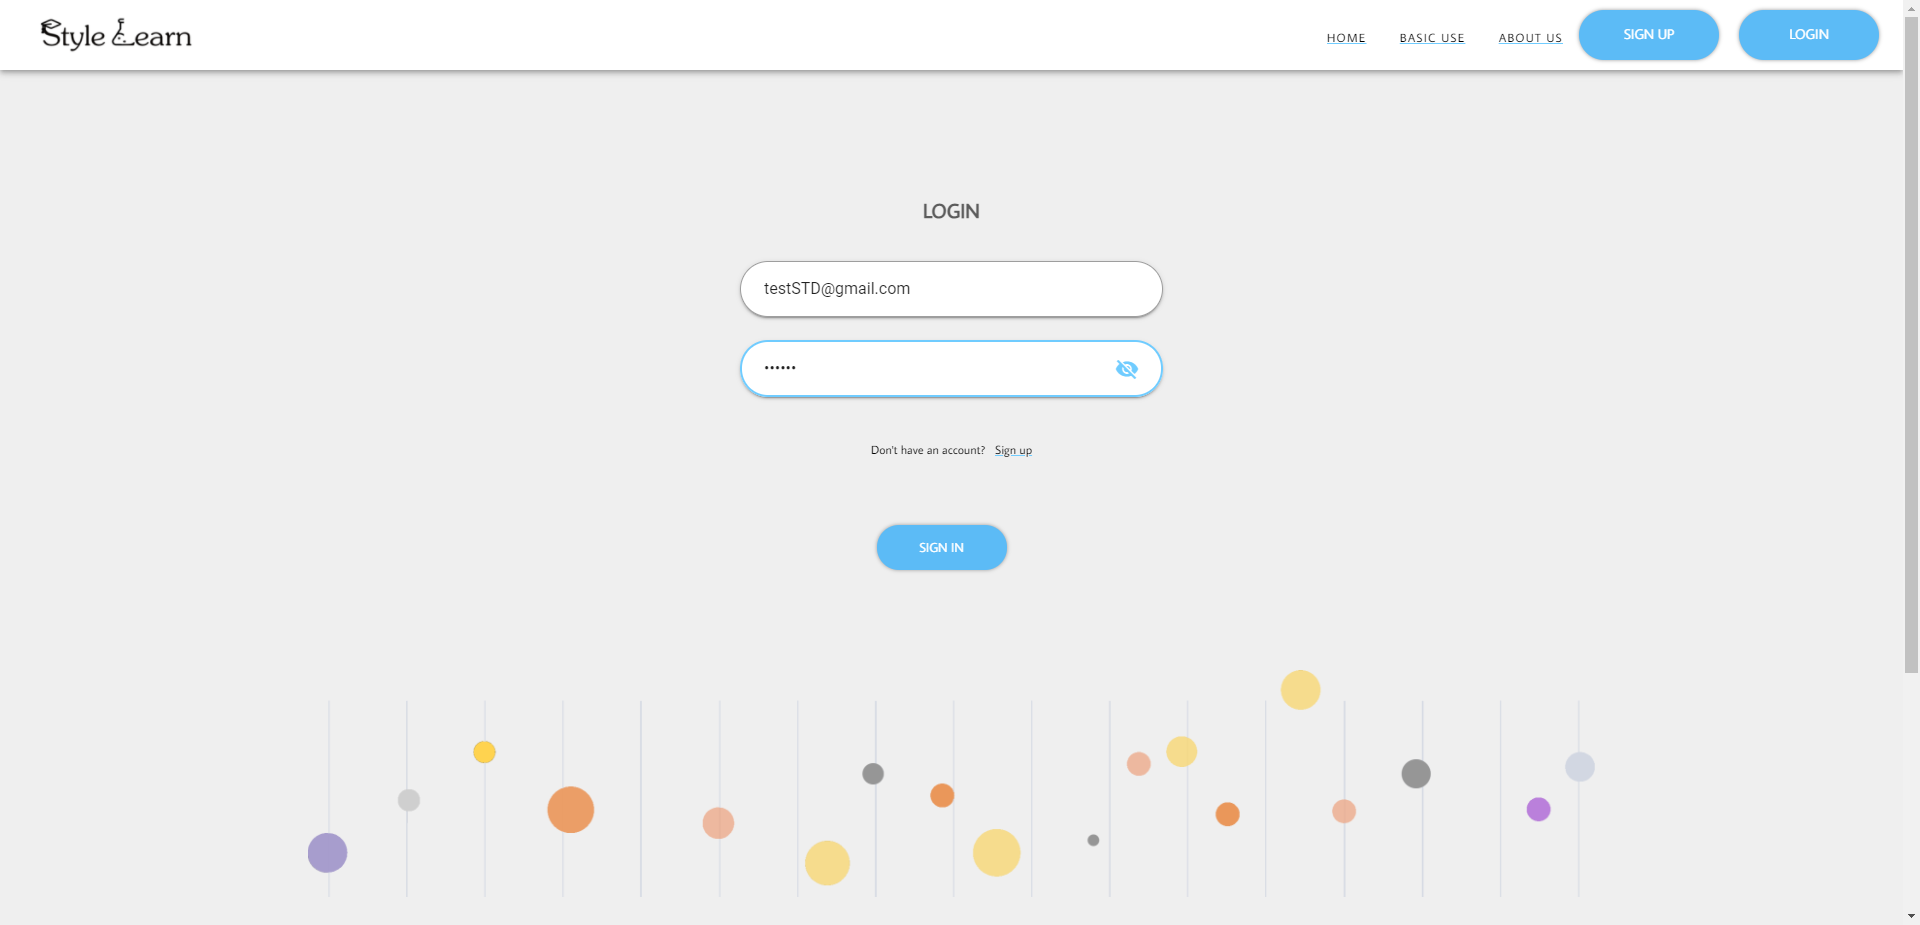 Style Learn
HOME BASIC USE ABOUT US SIGN UP LOGIN
LOGIN
testSTD@gmail.com
••••••
Don't have an account? Sign up
SIGN IN